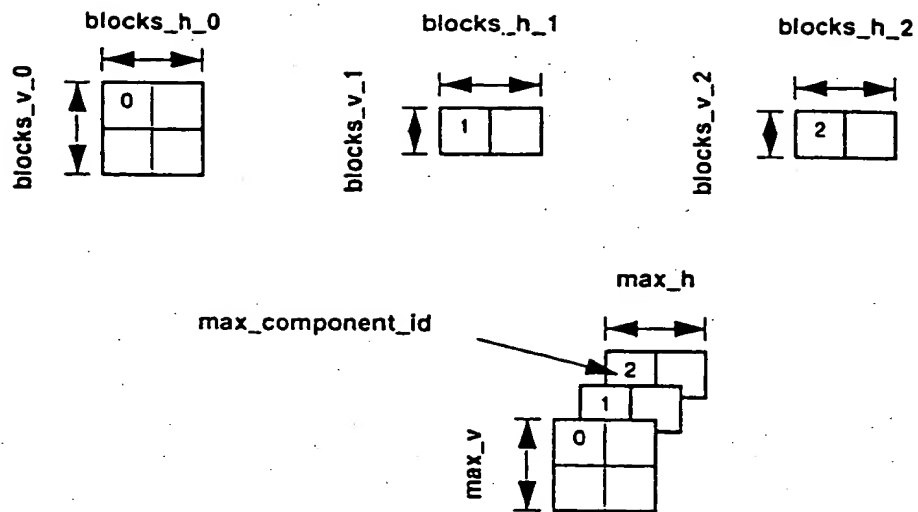 blocks_h_0
blocks_h_1
blocks_h_2
blocks_v_0
0
blocks_v_1
1
blocks_v_2
2
max_h
max_component_id
2
1
max_v
0